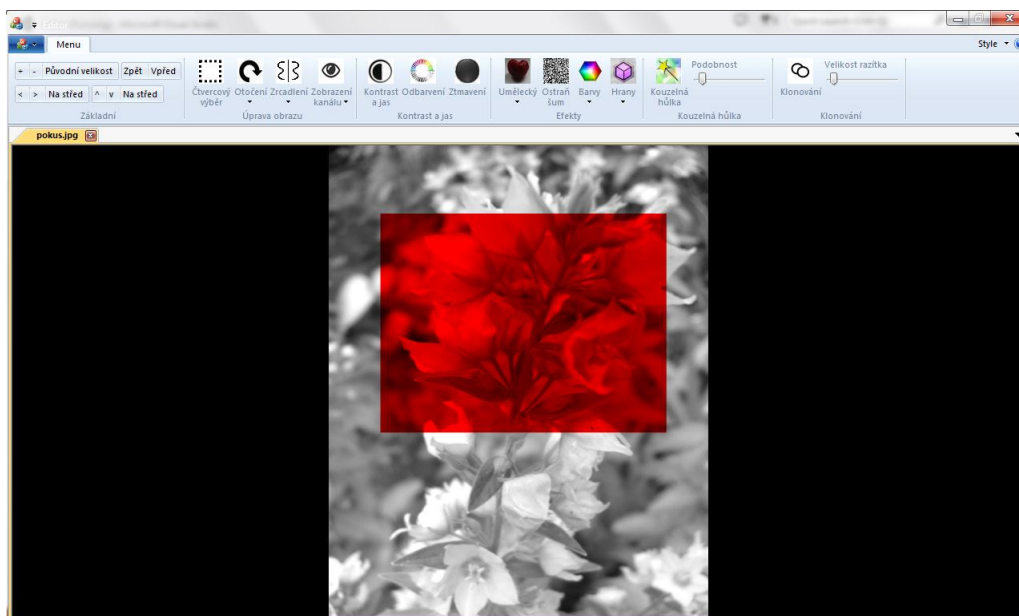 Editor
Menu
Style
+ - Původní velikost Zpět Vpřed
< > Na střed ^ v Na střed
Základní
Čtvercový výběr
Otočení
Zrcadlení
Zobrazení kanálu
Úprava obrazu
Kontrast a jas
Odbarvení
Ztmavení
Kontrast a jas
Umělecký
Ostraň šum
Barvy
Hrany
Efekty
Kouzelná hůlka
Podobnost
Kouzelná hůlka
Klonování
Velikost razítka
Klonování
pokus.jpg